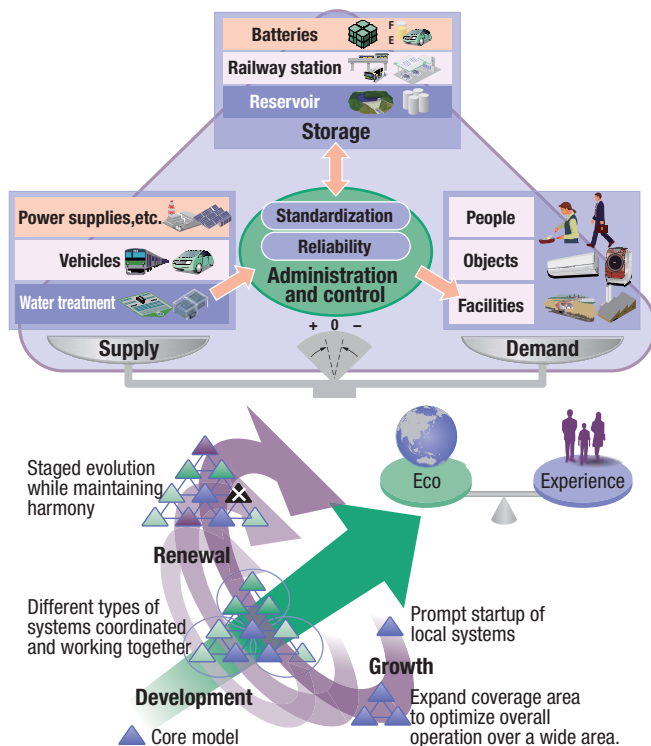 Batteries
F
E
Railway station
Reservoir
Storage
Power supplies,etc.
Vehicles
Water treatment
Supply
Standardization
Reliability
Administration
and control
+ 0 −
People
Objects
Facilities
Demand
Staged evolution
while maintaining
harmony
Renewal
Eco
Experience
Different types of
systems coordinated
and working together
Development
Core model
Prompt startup of
local systems
Growth
Expand coverage area
to optimize overall
operation over a wide area.